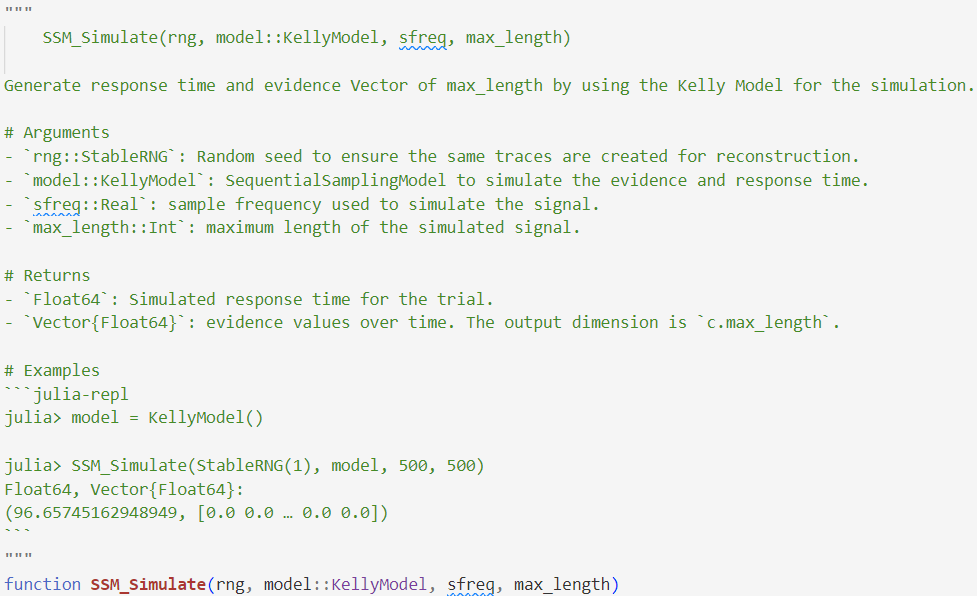 """
    SSM_Simulate(rng, model::KellyModel, sfreq, max_length)
Generate response time and evidence Vector of max_length by using the Kelly Model for the simulation.
# Arguments
- `rng::StableRNG`: Random seed to ensure the same traces are created for reconstruction.
- `model::KellyModel`: SequentialSamplingModel to simulate the evidence and response time.
- `sfreq::Real`: sample frequency used to simulate the signal.
- `max_length::Int`: maximum length of the simulated signal.
# Returns
- `Float64`: Simulated response time for the trial.
- `Vector{Float64}`: evidence values over time. The output dimension is `c.max_length`.
# Examples
```julia-repl
julia> model = KellyModel()
julia> SSM_Simulate(StableRNG(1), model, 500, 500)
Float64, Vector{Float64}:
(96.65745162948949, [0.0 0.0 … 0.0 0.0])
```
"""
function SSM_Simulate(rng, model::KellyModel, sfreq, max_length)